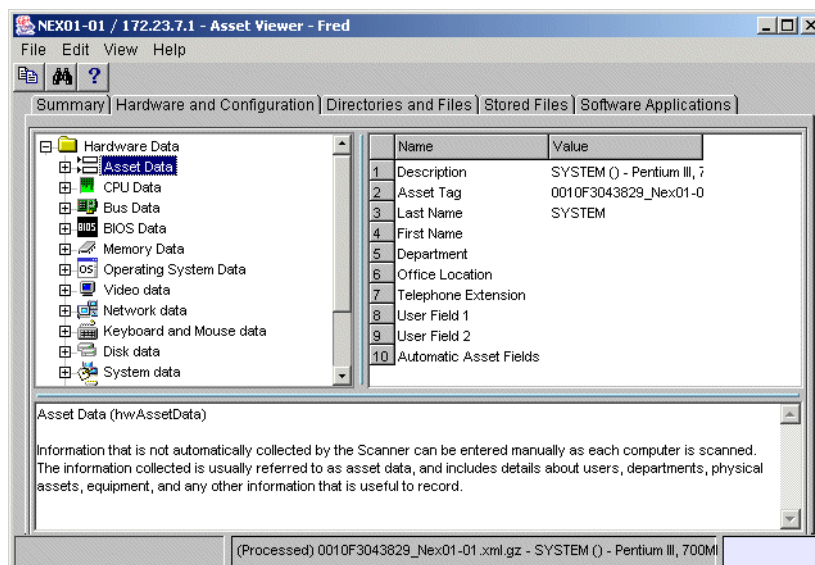 NEX01-01 / 172.23.7.1 - Asset Viewer - Fred
File Edit View Help
Summary Hardware and Configuration Directories and Files Stored Files Software Applications
Hardware Data
Asset Data
CPU Data
Bus Data
BIOS BIOS Data
Memory Data
OS Operating System Data
Video data
Network data
Keyboard and Mouse data
Disk data
System data
Name Value
1 Description SYSTEM () - Pentium III, 7
2 Asset Tag 0010F3043829_Nex01-0
3 Last Name SYSTEM
4 First Name
5 Department
6 Office Location
7 Telephone Extension
8 User Field 1
9 User Field 2
10 Automatic Asset Fields
Asset Data (hwAssetData)
Information that is not automatically collected by the Scanner can be entered manually as each computer is scanned.
The information collected is usually referred to as asset data, and includes details about users, departments, physical
assets, equipment, and any other information that is useful to record.
(Processed) 0010F3043829_Nex01-01.xml.gz - SYSTEM () - Pentium III, 700M